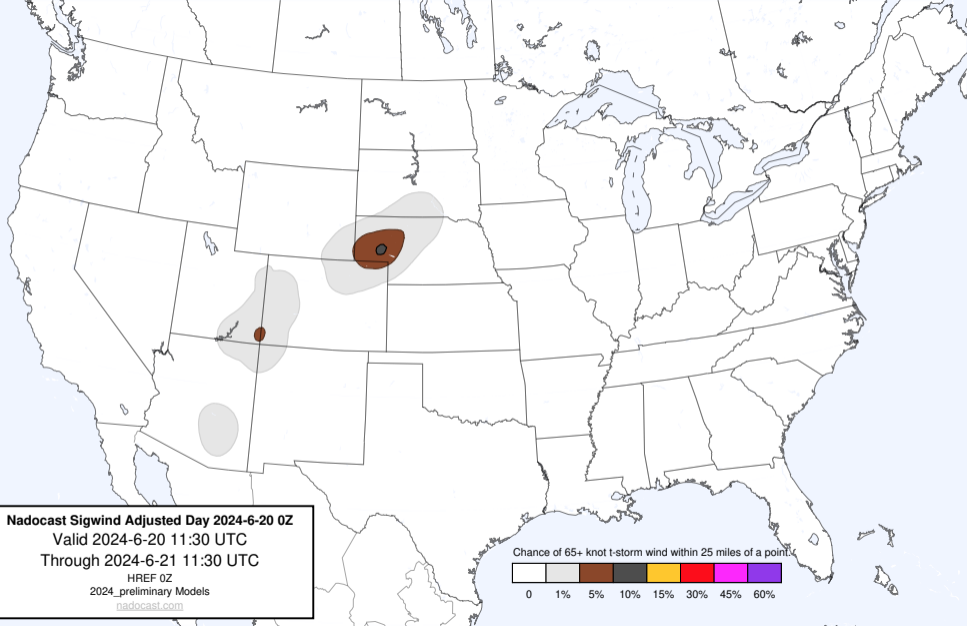 Nadocast Sigwind Adjusted Day 2024-6-20 0Z
Valid 2024-6-20 11:30 UTC
Through 2024-6-21 11:30 UTC
HREF 0Z
2024_preliminary Models
nadocast.com
Chance of 65+ knot t-storm wind within 25 miles of a point.
0 1% 5% 10% 15% 30% 45% 60%